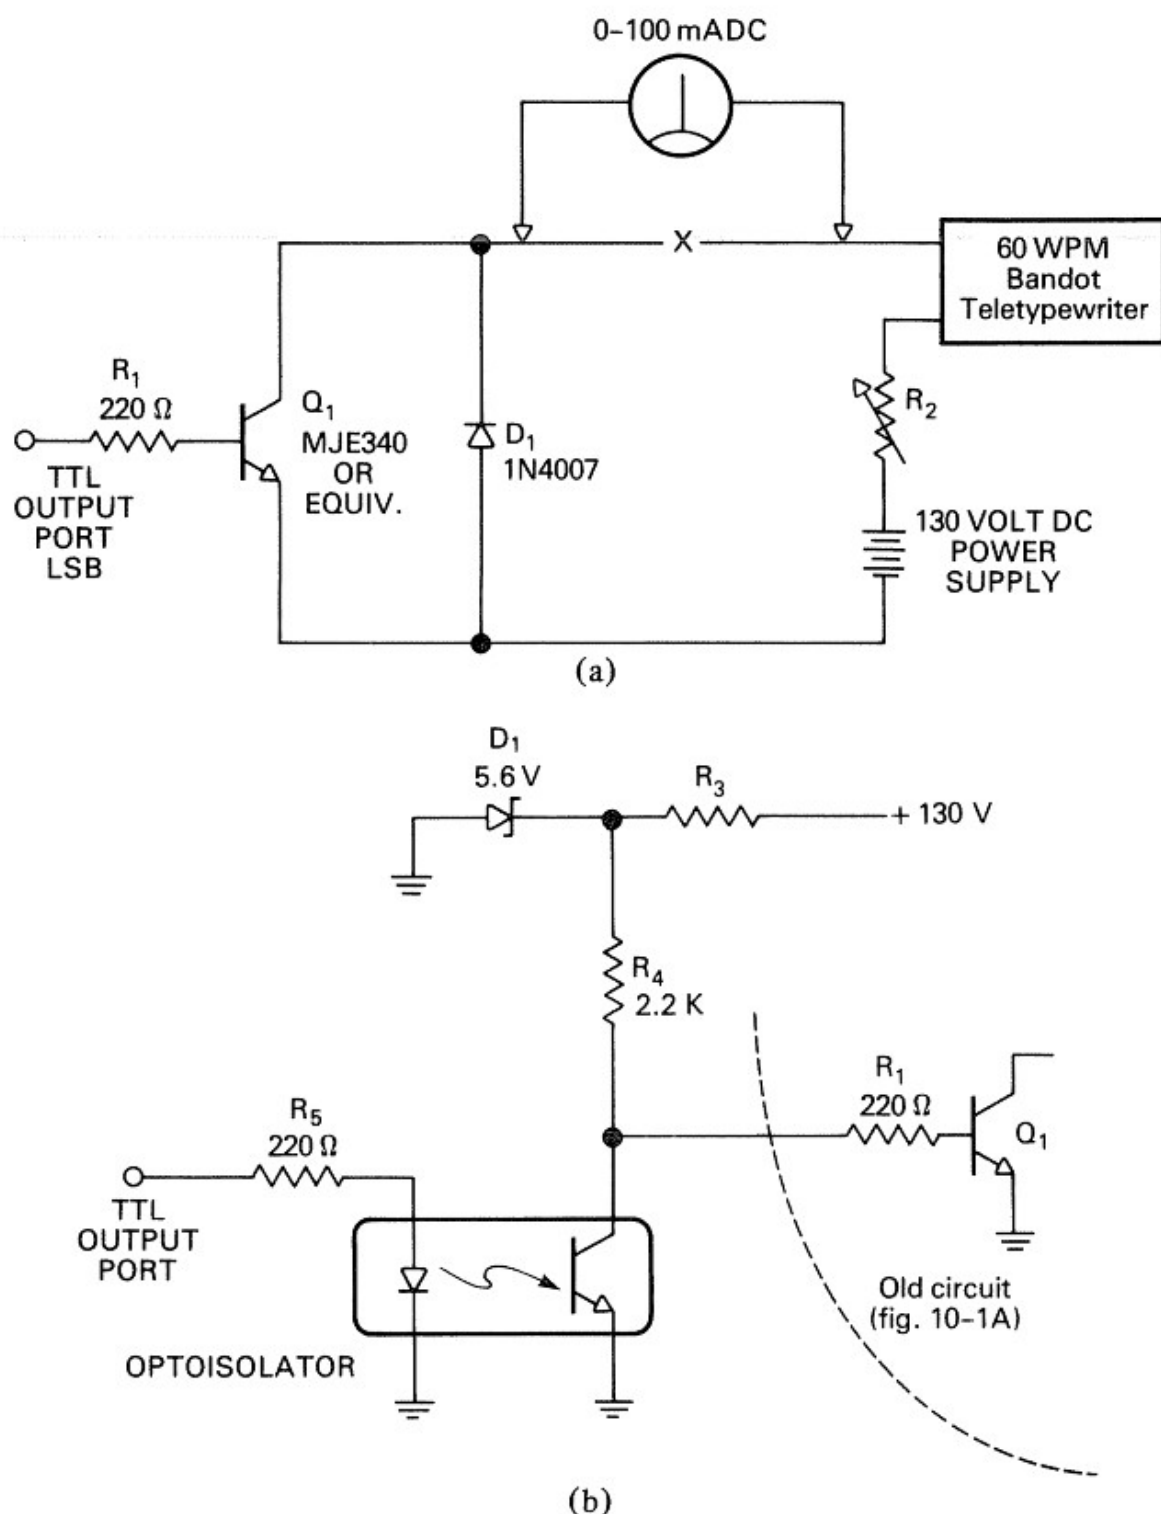 0–100 mADC
X
60 WPM
Bandot
Teletypewriter
R1
220 Ω
Q1
MJE340
OR
EQUIV.
D1
1N4007
R2
TTL
OUTPUT
PORT
LSB
130 VOLT DC
POWER
SUPPLY
(a)
D1
5.6 V
R3
+ 130 V
R4
2.2 K
R1
220 Ω
Q1
R5
220 Ω
TTL
OUTPUT
PORT
Old circuit
(fig. 10–1A)
OPTOISOLATOR
(b)